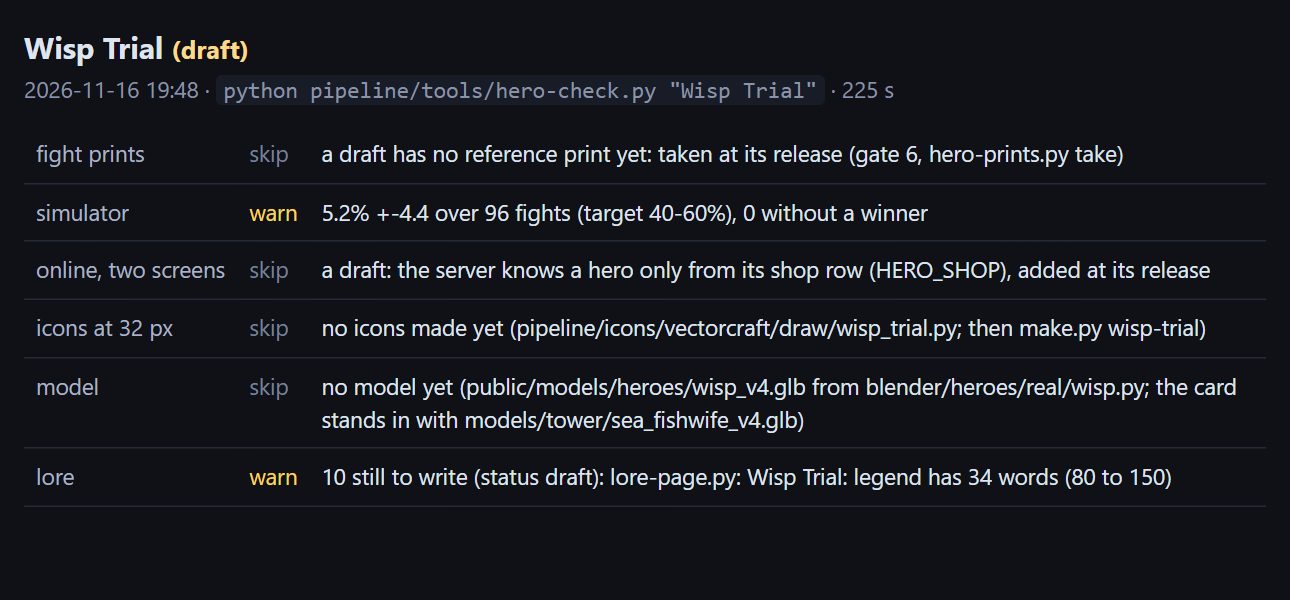 Wisp Trial (draft)
2026-11-16 19:48 · python pipeline/tools/hero-check.py "Wisp Trial" · 225 s
fight prints skip a draft has no reference print yet: taken at its release (gate 6, hero-prints.py take)
simulator warn 5.2% +-4.4 over 96 fights (target 40-60%), 0 without a winner
online, two screens skip a draft: the server knows a hero only from its shop row (HERO_SHOP), added at its release
icons at 32 px skip no icons made yet (pipeline/icons/vectorcraft/draw/wisp_trial.py; then make.py wisp-trial)
model skip no model yet (public/models/heroes/wisp_v4.glb from blender/heroes/real/wisp.py; the card
stands in with models/tower/sea_fishwife_v4.glb)
lore warn 10 still to write (status draft): lore-page.py: Wisp Trial: legend has 34 words (80 to 150)